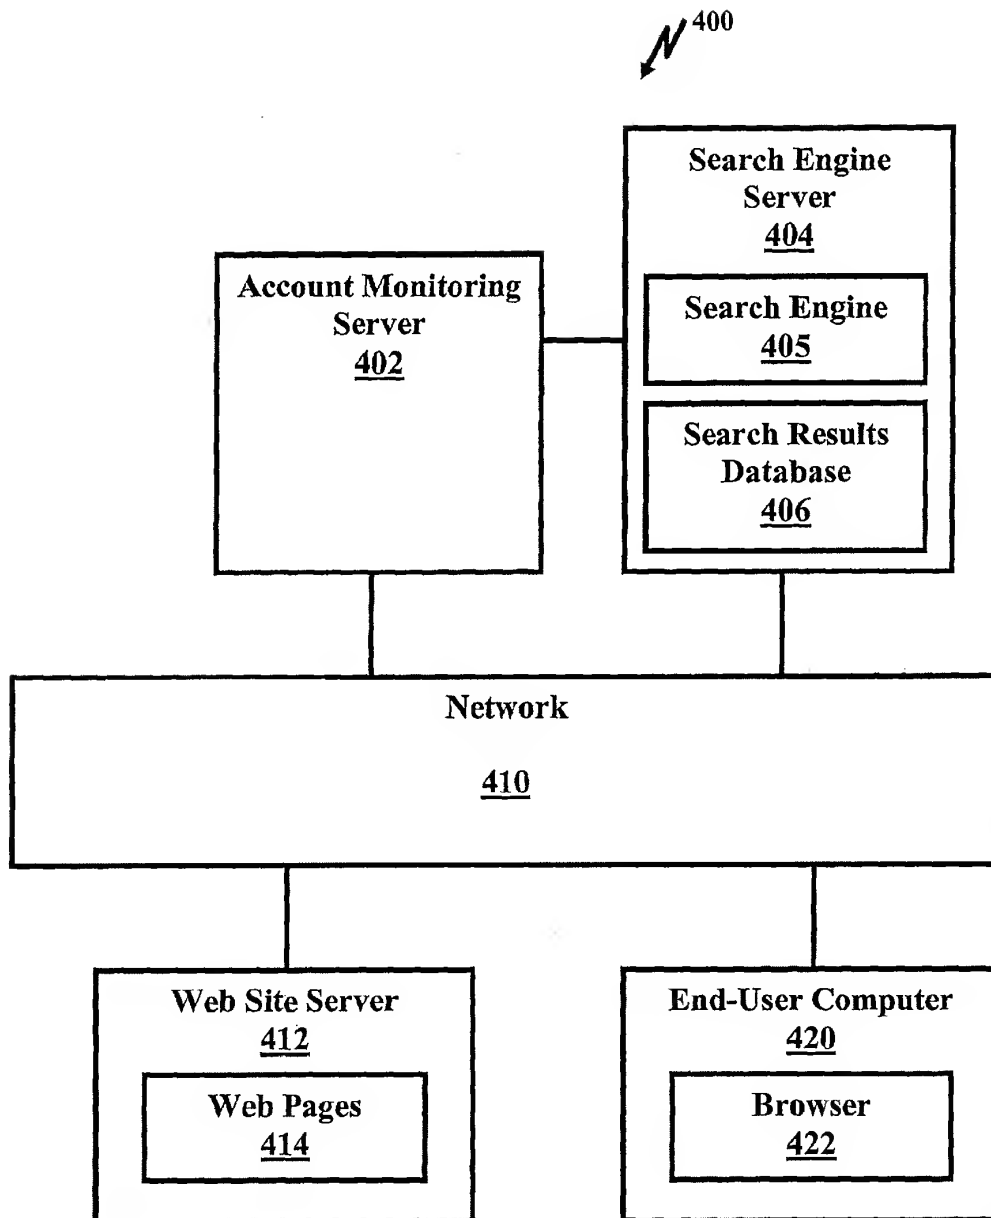 400
Search Engine
Server
404
Account Monitoring
Server
402
Search Engine
405
Search Results
Database
406
Network
410
Web Site Server
412
Web Pages
414
End-User Computer
420
Browser
422